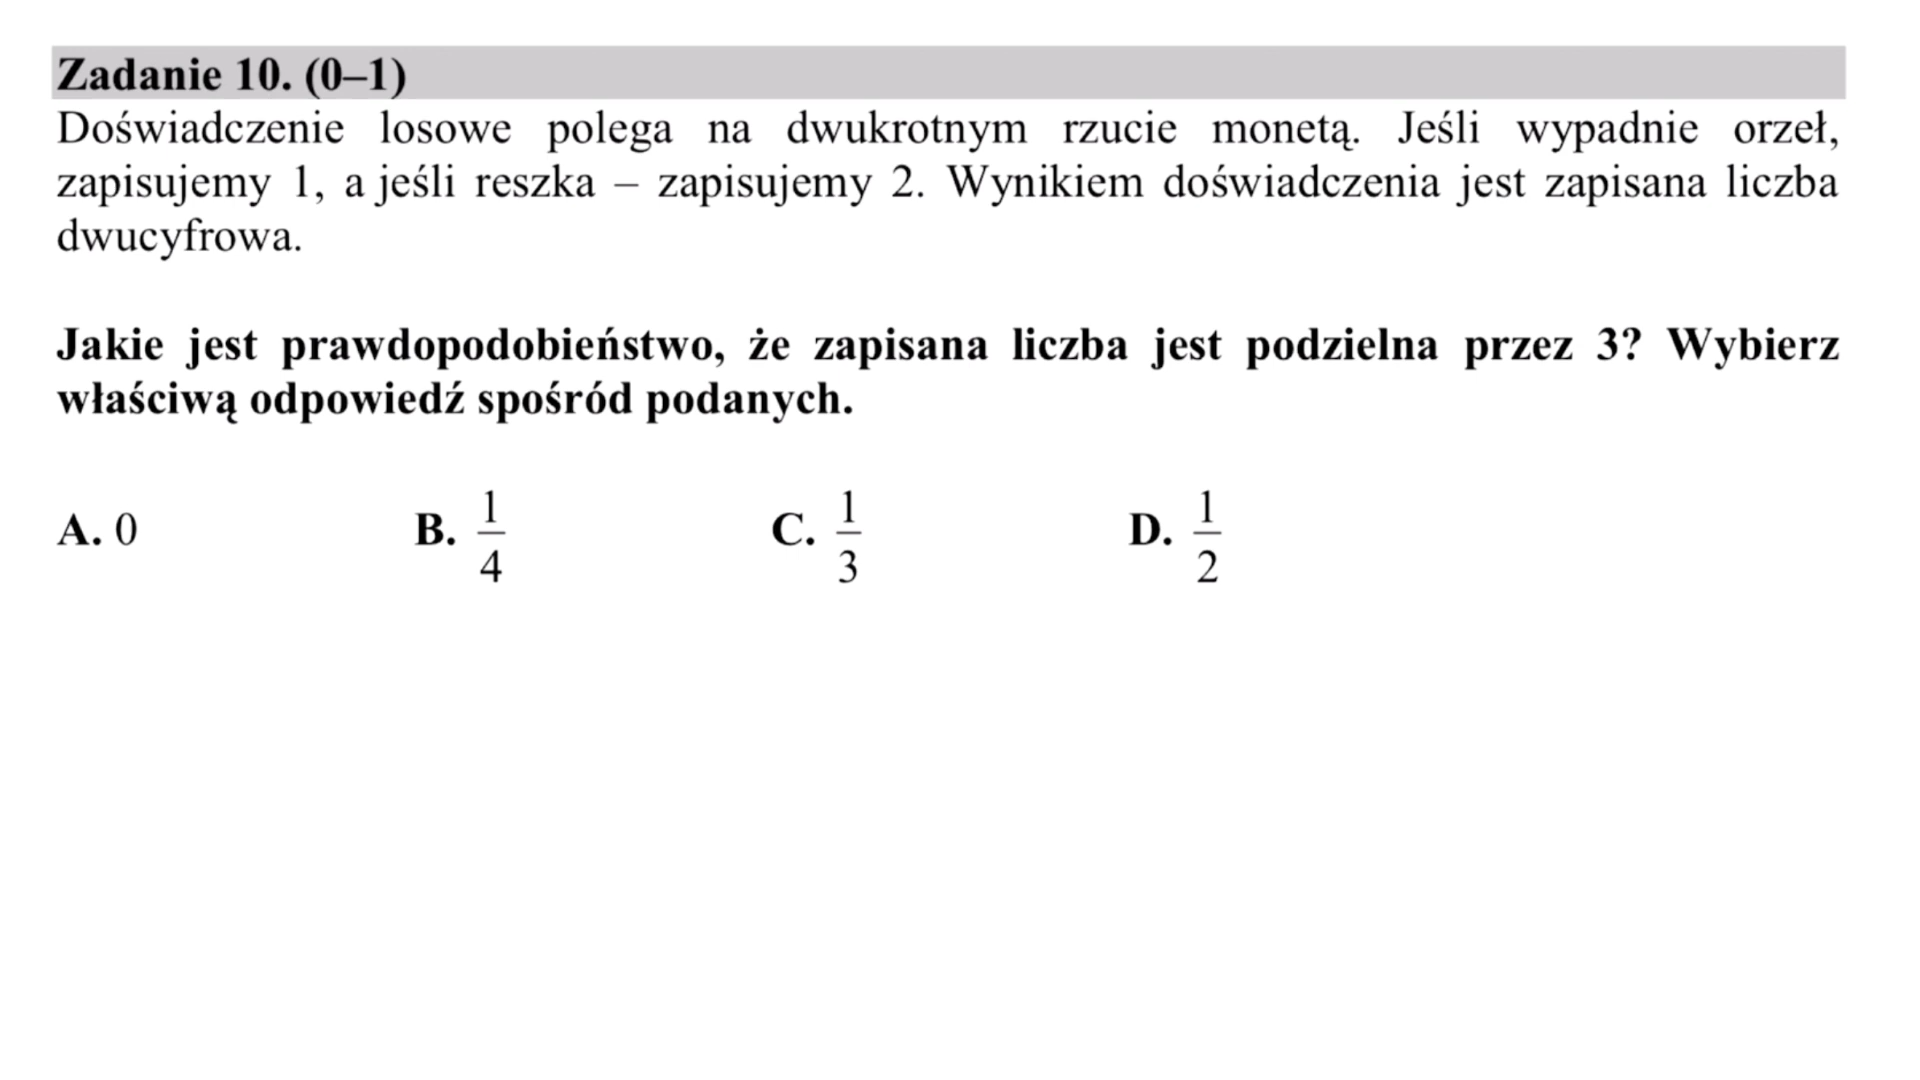 Zadanie 10. (0–1)
Doświadczenie losowe polega na dwukrotnym rzucie monetą. Jeśli wypadnie orzeł,
zapisujemy 1, a jeśli reszka – zapisujemy 2. Wynikiem doświadczenia jest zapisana liczba
dwucyfrowa.
Jakie jest prawdopodobieństwo, że zapisana liczba jest podzielna przez 3? Wybierz
właściwą odpowiedź spośród podanych.
A. 0 B. 1/4 C. 1/3 D. 1/2